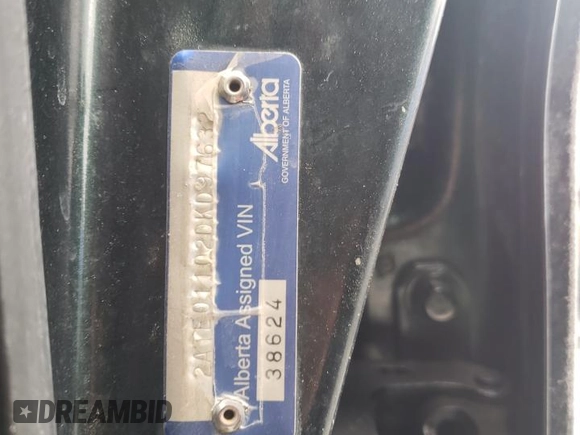 Alberta
GOVERNMENT OF ALBERTA
Alberta Assigned VIN
38624
DREAMBID